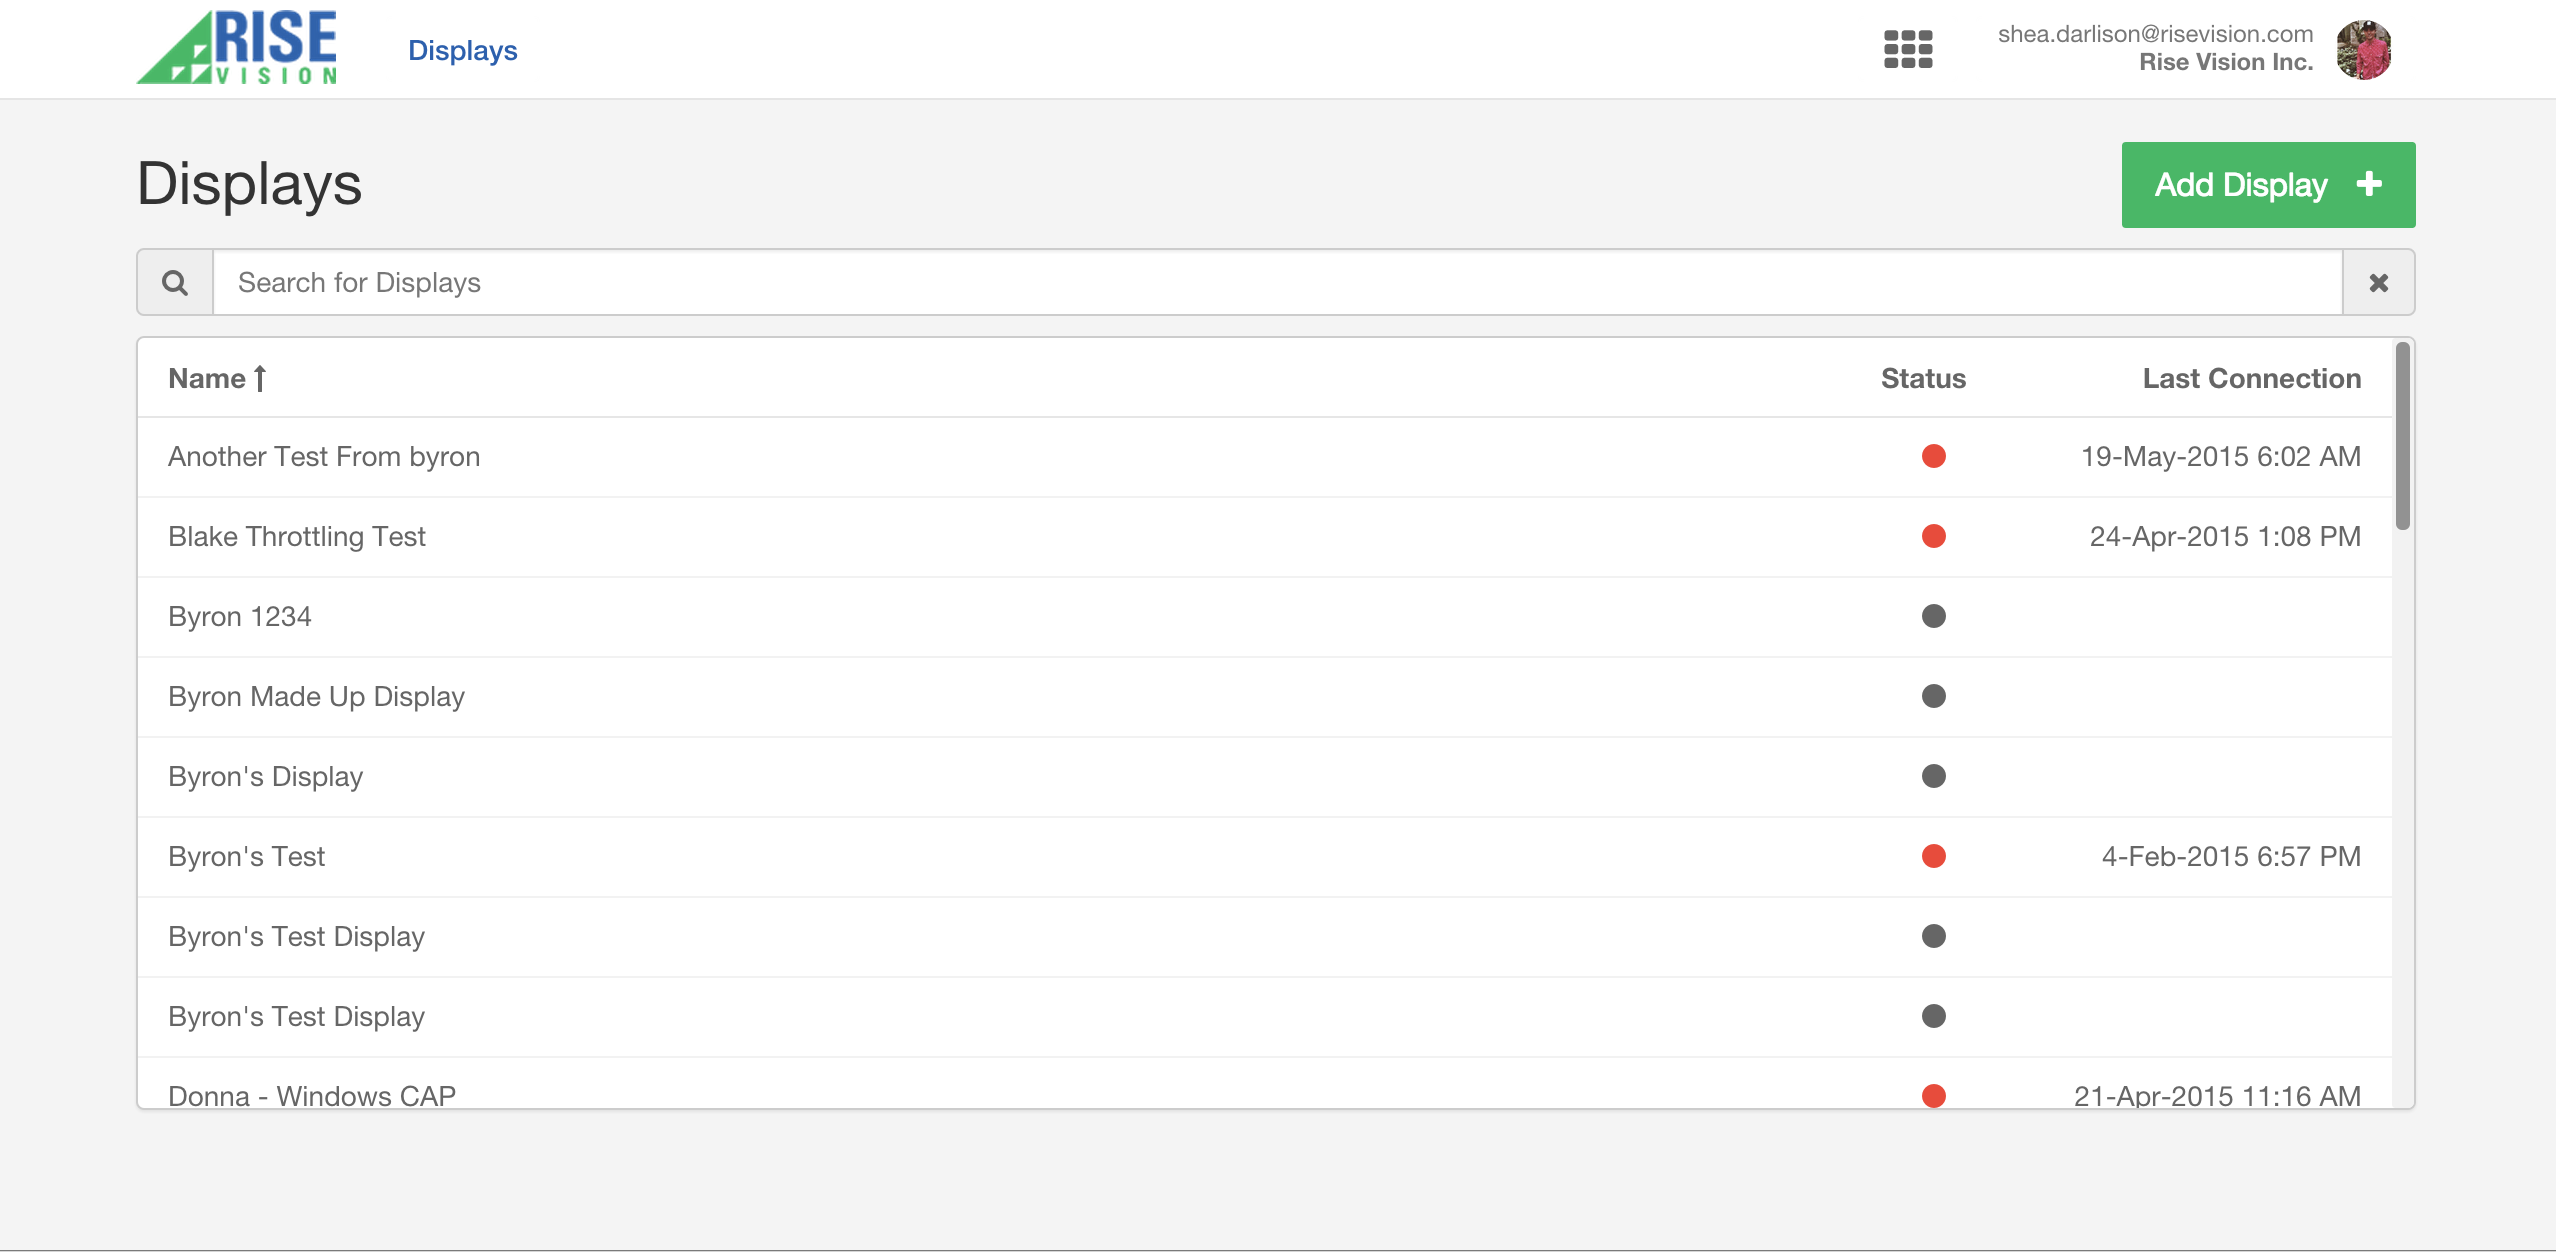 RISE
VISION
Displays
shea.darlison@risevision.com
Rise Vision Inc.
Displays
Add Display
Search for Displays
Name Status Last Connection
Another Test From byron 19-May-2015 6:02 AM
Blake Throttling Test 24-Apr-2015 1:08 PM
Byron 1234
Byron Made Up Display
Byron's Display
Byron's Test 4-Feb-2015 6:57 PM
Byron's Test Display
Byron's Test Display
Donna - Windows CAP 21-Apr-2015 11:16 AM